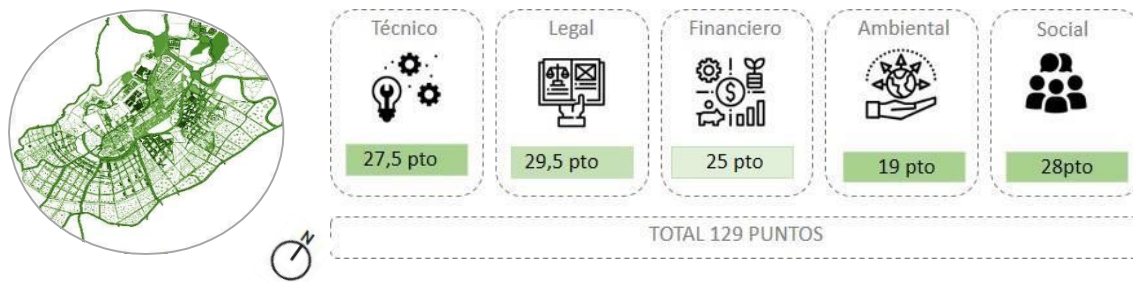 Técnico
Legal
Financiero
Ambiental
Social
27,5 pto
29,5 pto
25 pto
19 pto
28pto
TOTAL 129 PUNTOS
N